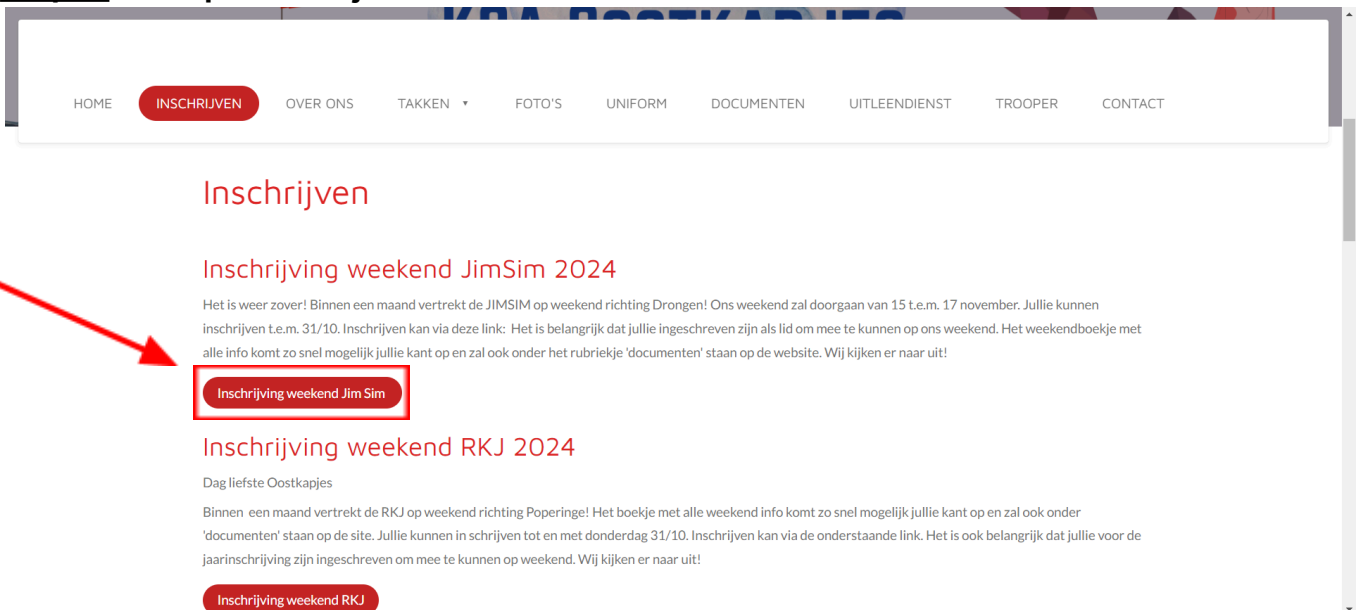 HOME INSCHRIJVEN OVER ONS TAKKEN ▼ FOTO'S UNIFORM DOCUMENTEN UITLEENDIENST TROOPER CONTACT
Inschrijven
Inschrijving weekend JimSim 2024
Het is weer zover! Binnen een maand vertrekt de JIMSIM op weekend richting Drongen! Ons weekend zal doorgaan van 15 t.e.m. 17 november. Jullie kunnen
inschrijven t.e.m. 31/10. Inschrijven kan via deze link: Het is belangrijk dat jullie ingeschreven zijn als lid om mee te kunnen op ons weekend. Het weekendboekje met
alle info komt zo snel mogelijk jullie kant op en zal ook onder het rubriekje 'documenten' staan op de website. Wij kijken er naar uit!
Inschrijving weekend Jim Sim
Inschrijving weekend RKJ 2024
Dag liefste Oostkapjes
Binnen een maand vertrekt de RKJ op weekend richting Poperinge! Het boekje met alle weekend info komt zo snel mogelijk jullie kant op en zal ook onder
'documenten' staan op de site. Jullie kunnen in schrijven tot en met donderdag 31/10. Inschrijven kan via de onderstaande link. Het is ook belangrijk dat jullie voor de
jaarinschrijving zijn ingeschreven om mee te kunnen op weekend. Wij kijken er naar uit!
Inschrijving weekend RKJ